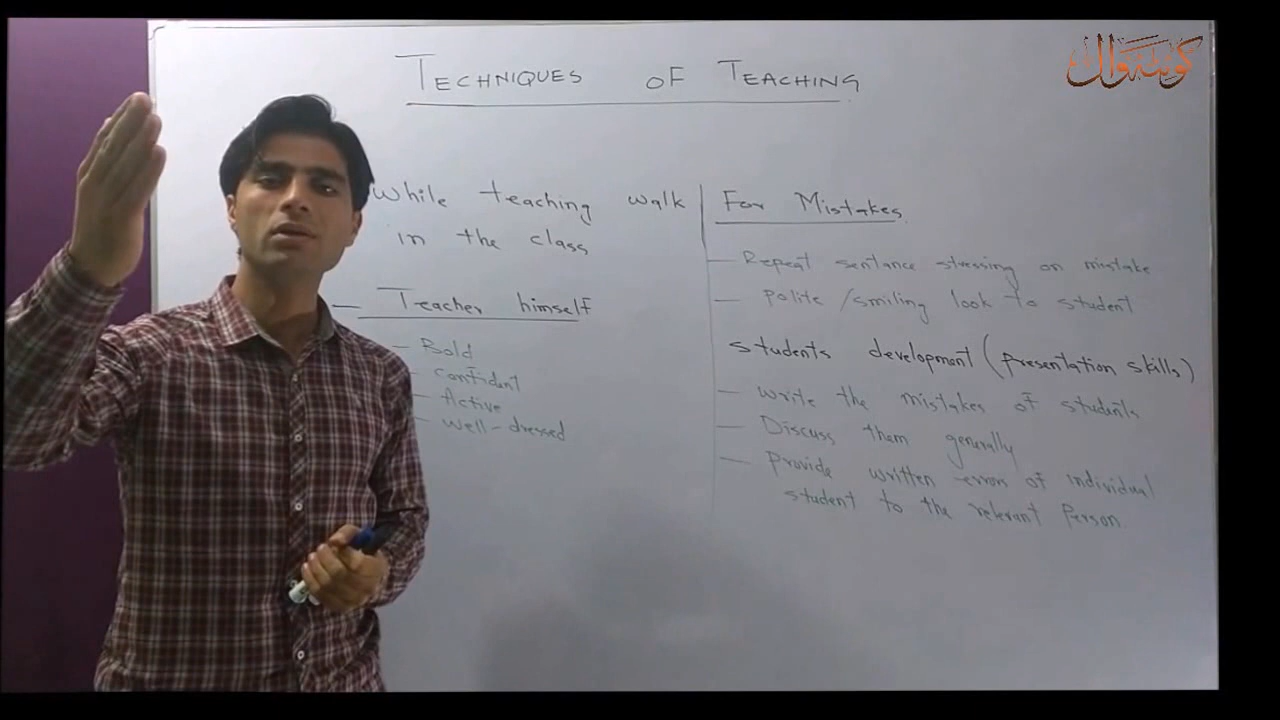 TECHNIQUES OF TEACHING
While teaching walk
in the class
— Teacher himself
— Bold
— Confident
— Active
— Well-dressed
For Mistakes
— Repeat sentance stressing on mistake
— Polite/smiling look to student
students development (presentation skills)
— write the mistakes of students
— Discuss them generally
— Provide written errors of individual
student to the relevant Person